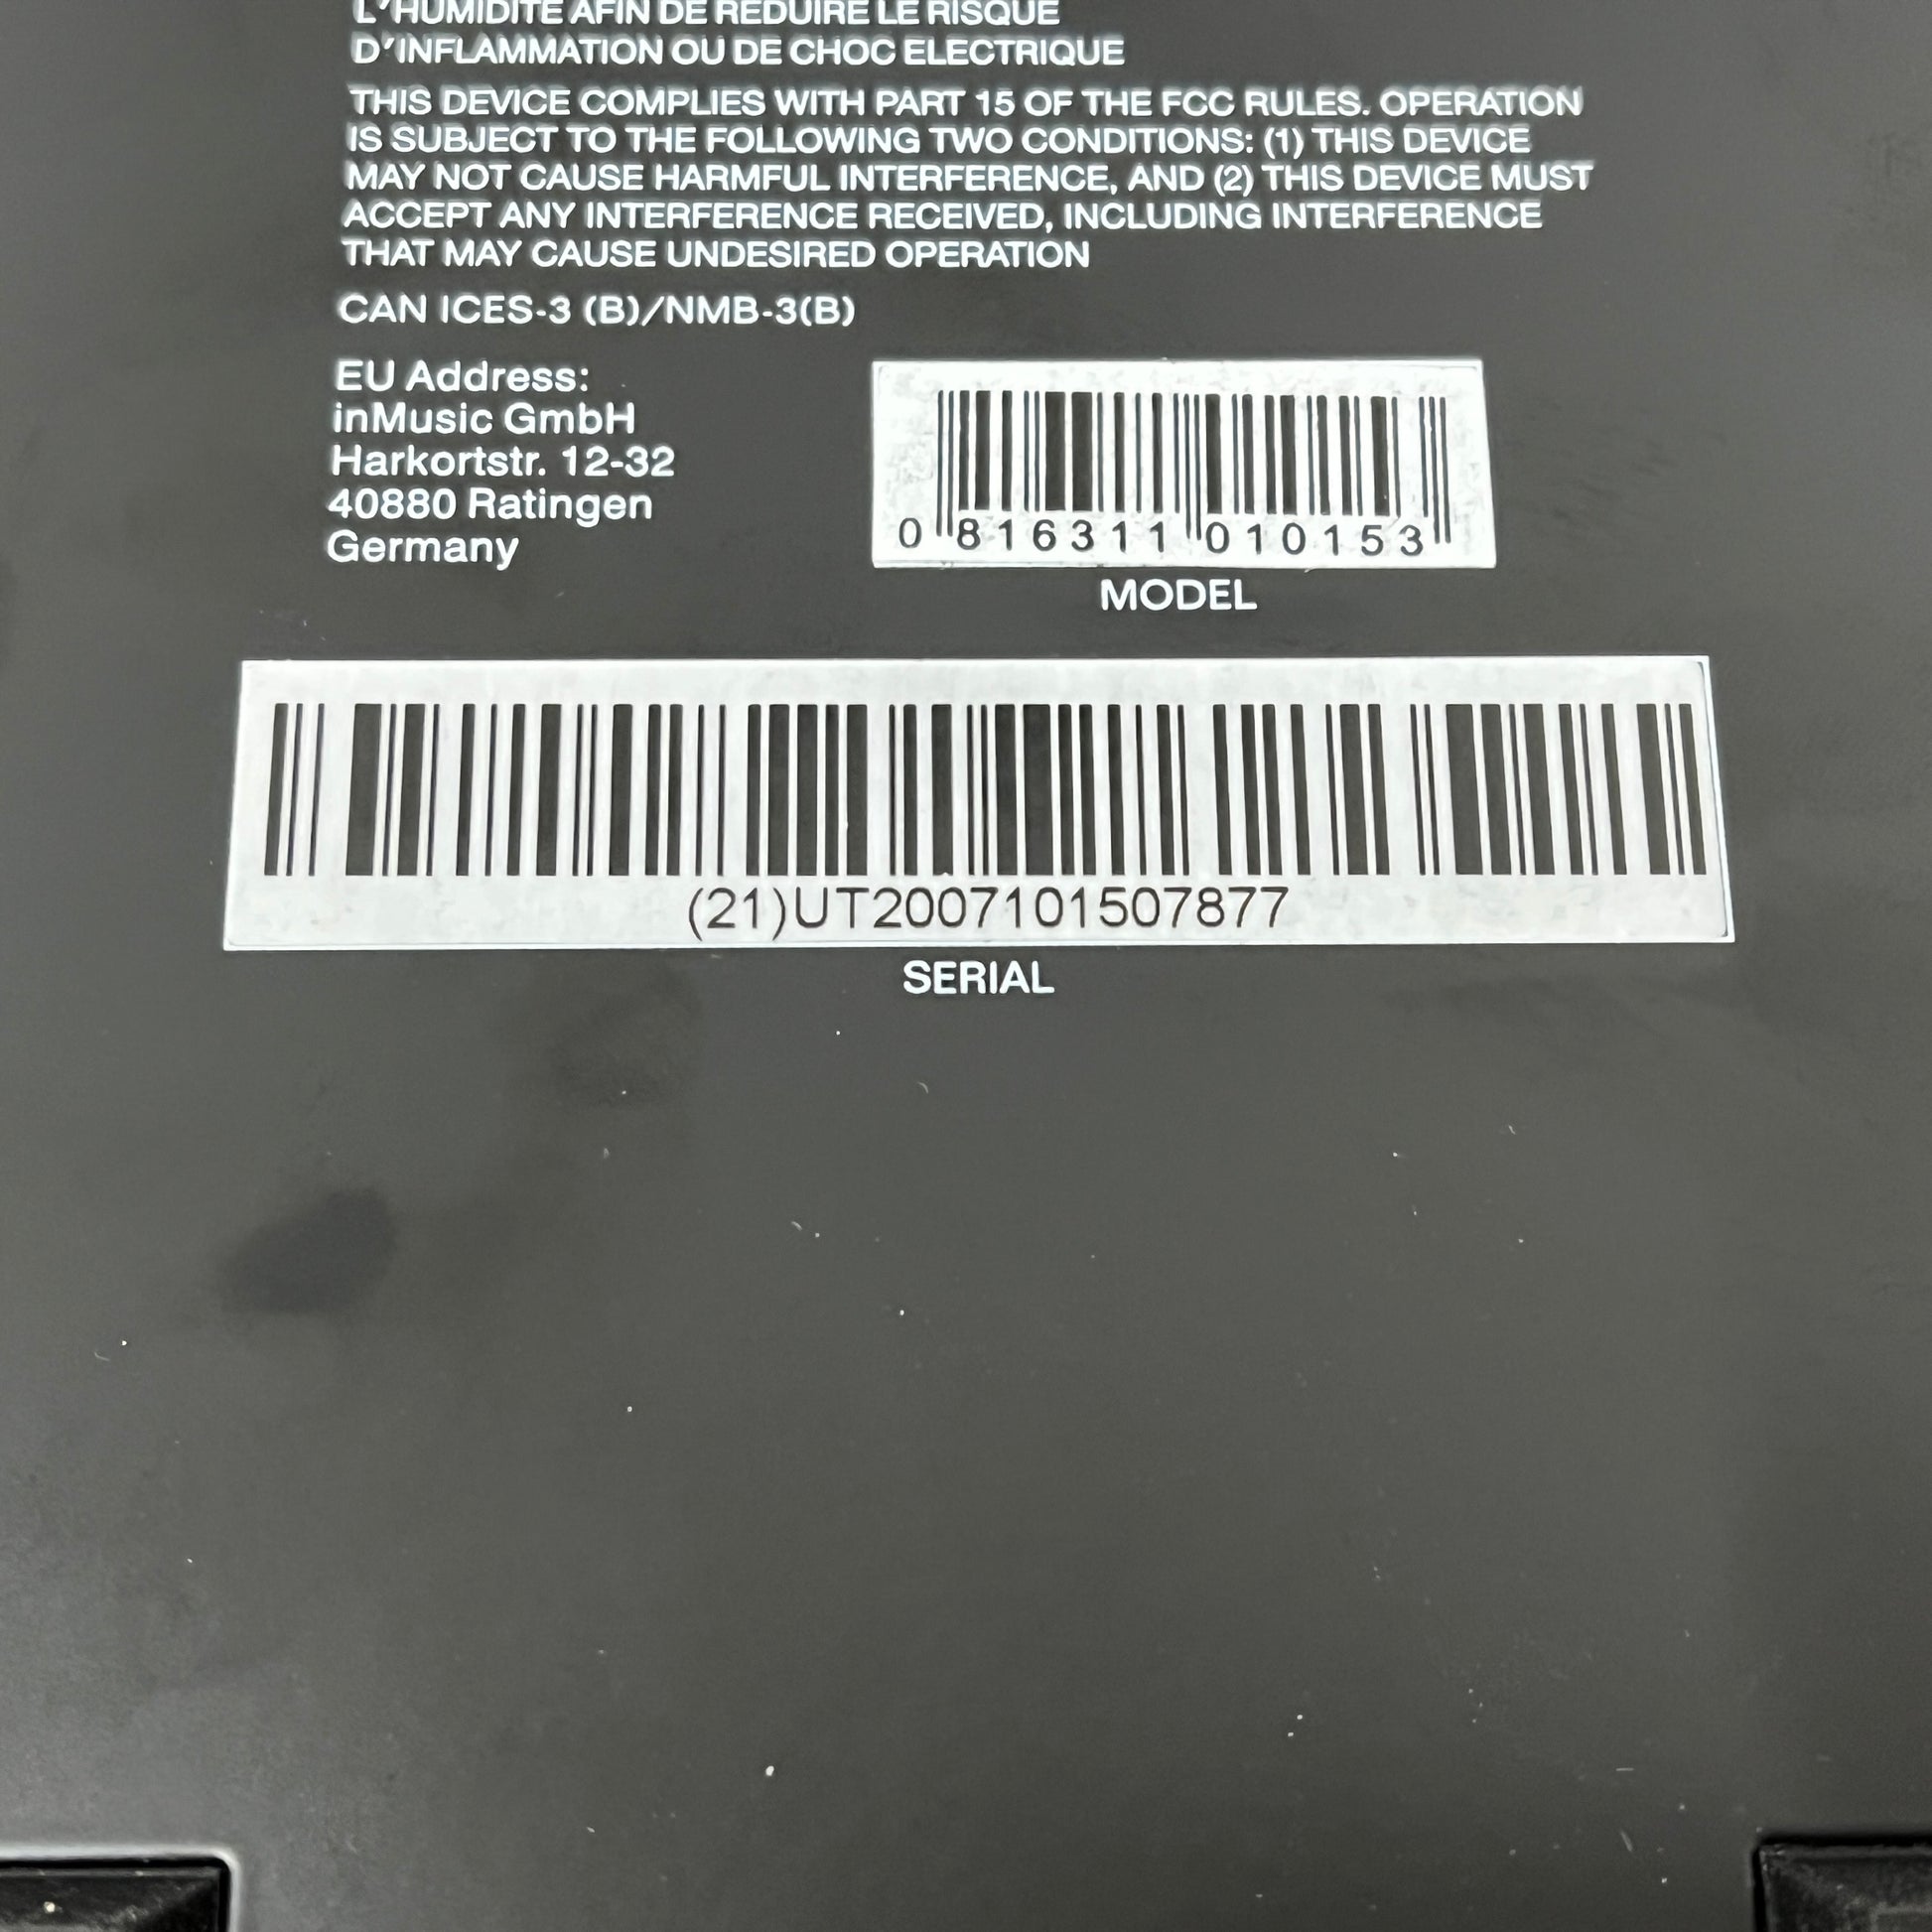 L'HUMIDITE AFIN DE REDUIRE LE RISQUE
D'INFLAMMATION OU DE CHOC ELECTRIQUE
THIS DEVICE COMPLIES WITH PART 15 OF THE FCC RULES. OPERATION
IS SUBJECT TO THE FOLLOWING TWO CONDITIONS: (1) THIS DEVICE
MAY NOT CAUSE HARMFUL INTERFERENCE, AND (2) THIS DEVICE MUST
ACCEPT ANY INTERFERENCE RECEIVED, INCLUDING INTERFERENCE
THAT MAY CAUSE UNDESIRED OPERATION
CAN ICES-3 (B)/NMB-3(B)
EU Address:
inMusic GmbH
Harkortstr. 12-32
40880 Ratingen
Germany
0 816311 010153
MODEL
(21)UT2007101507877
SERIAL